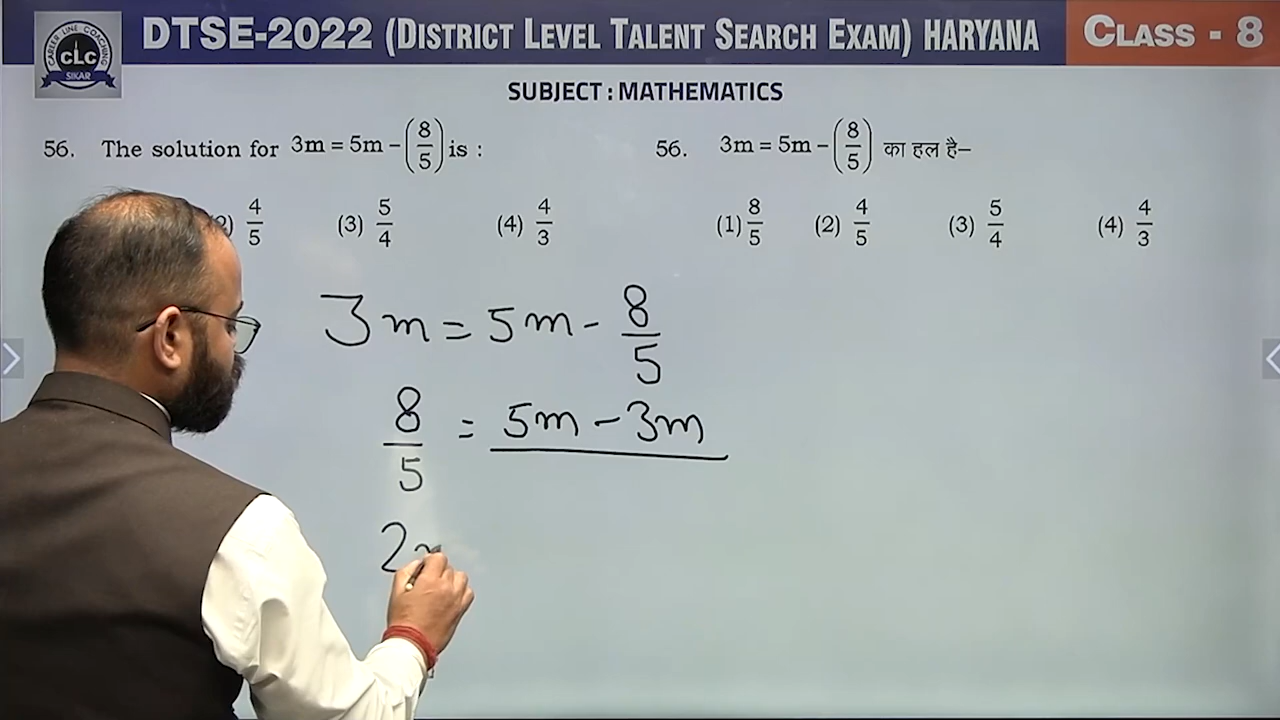 CAREER LINE COACHING
CLC
SIKAR
DTSE-2022 (DISTRICT LEVEL TALENT SEARCH EXAM) HARYANA
CLASS - 8
SUBJECT : MATHEMATICS
56. The solution for 3m = 5m - (8/5) is :
2) 4/5 (3) 5/4 (4) 4/3
56. 3m = 5m - (8/5) का हल है–
(1) 8/5 (2) 4/5 (3) 5/4 (4) 4/3
3m = 5m - 8/5
8/5 = 5m - 3m
2m